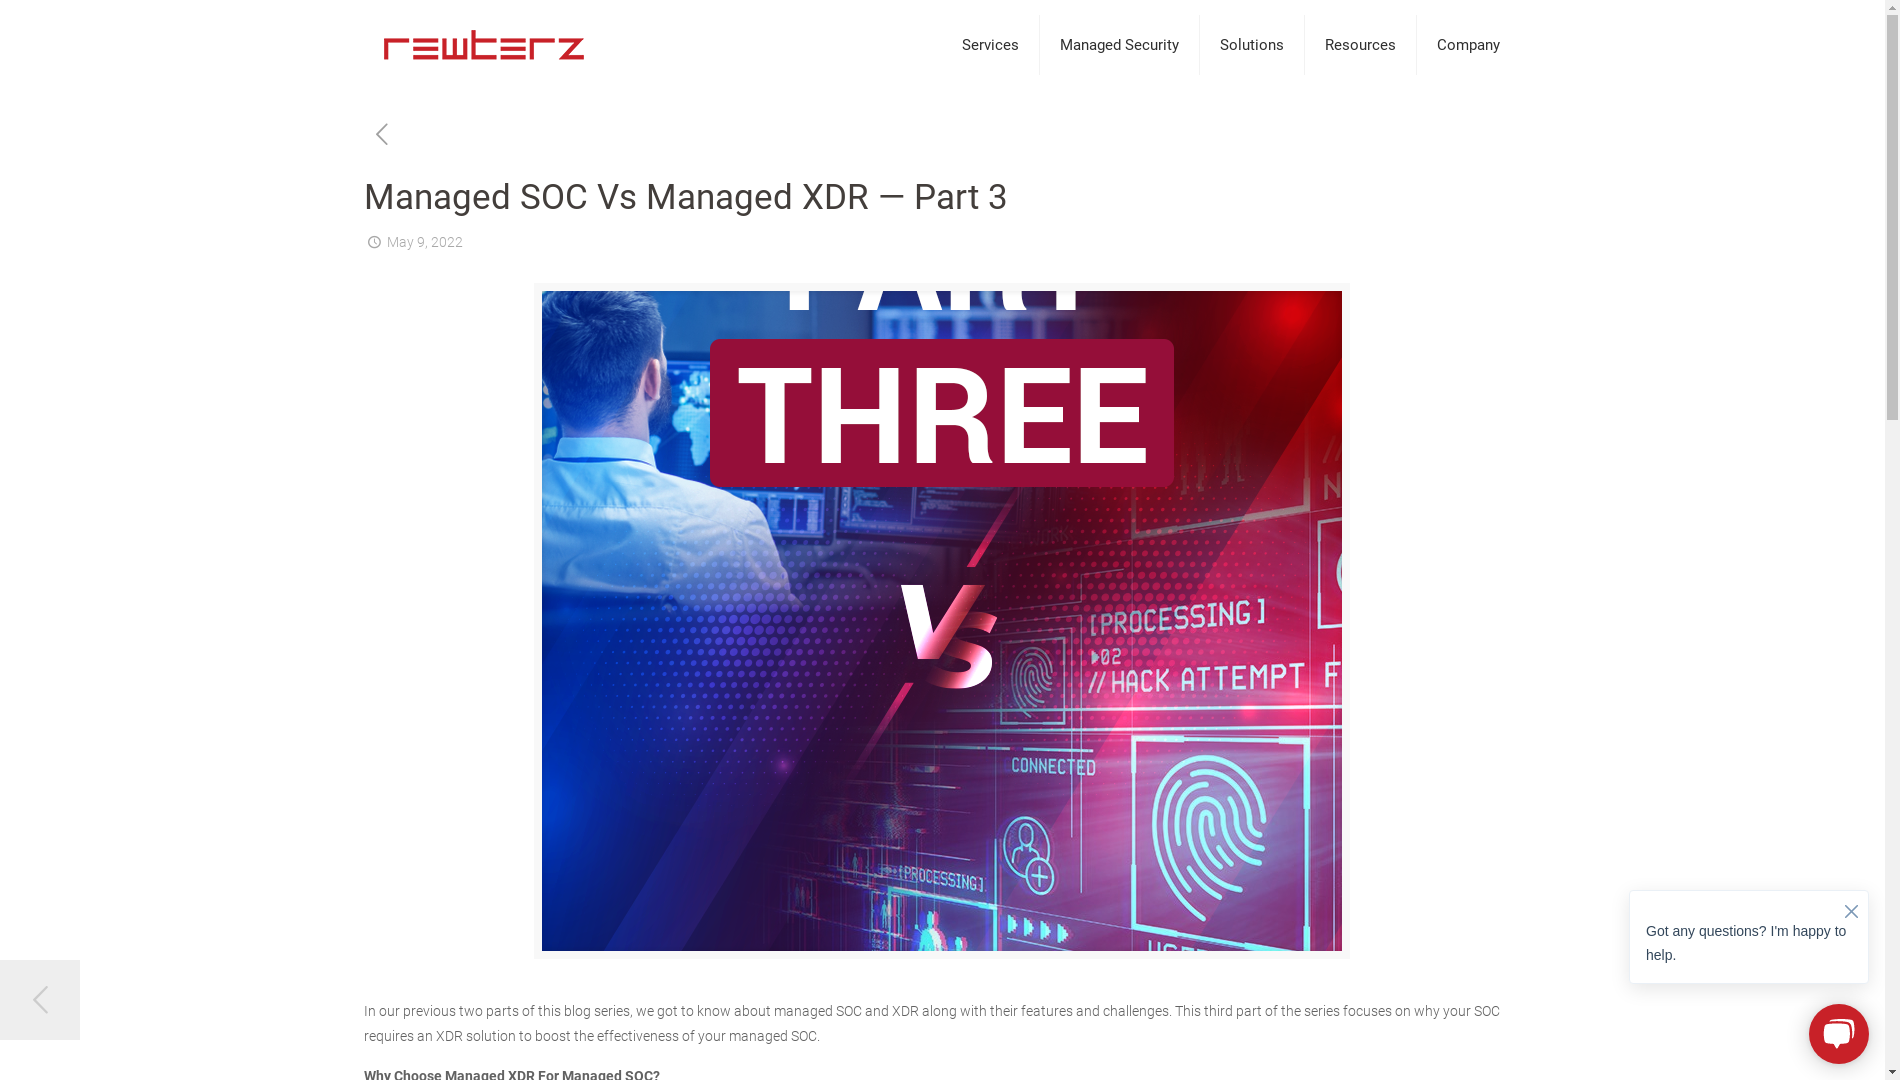 rewterz
Services
Managed Security
Solutions
Resources
Company
Managed SOC Vs Managed XDR — Part 3
May 9, 2022
THREE
VS
[PROCESSING]
02
//HACK ATTEMPT F
CONNECTED
[PROCESSING]
Got any questions? I'm happy to
help.
In our previous two parts of this blog series, we got to know about managed SOC and XDR along with their features and challenges. This third part of the series focuses on why your SOC
requires an XDR solution to boost the effectiveness of your managed SOC.
Why Choose Managed XDR For Managed SOC?